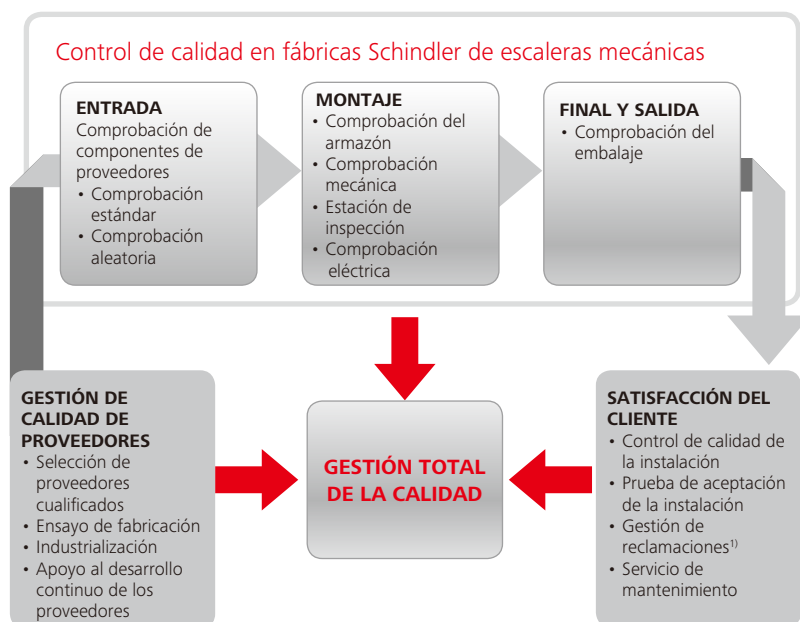 Control de calidad en fábricas Schindler de escaleras mecánicas
ENTRADA
Comprobación de
componentes de
proveedores
• Comprobación
estándar
• Comprobación
aleatoria
MONTAJE
• Comprobación del
armazón
• Comprobación
mecánica
• Estación de
inspección
• Comprobación
eléctrica
FINAL Y SALIDA
• Comprobación del
embalaje
GESTIÓN DE
CALIDAD DE
PROVEEDORES
• Selección de
proveedores
cualificados
• Ensayo de fabricación
• Industrialización
• Apoyo al desarrollo
continuo de los
proveedores
GESTIÓN TOTAL
DE LA CALIDAD
SATISFACCIÓN DEL
CLIENTE
• Control de calidad de
la instalación
• Prueba de aceptación
de la instalación
• Gestión de
reclamaciones¹⁾
• Servicio de
mantenimiento